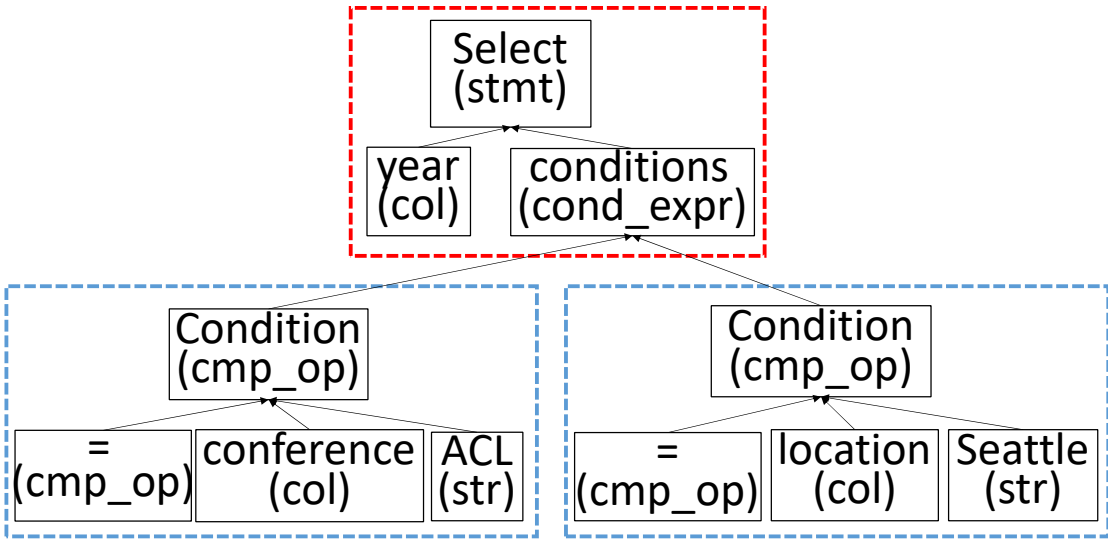 Select
(stmt)
year
(col)
conditions
(cond_expr)
Condition
(cmp_op)
=
(cmp_op)
conference
(col)
ACL
(str)
Condition
(cmp_op)
=
(cmp_op)
location
(col)
Seattle
(str)